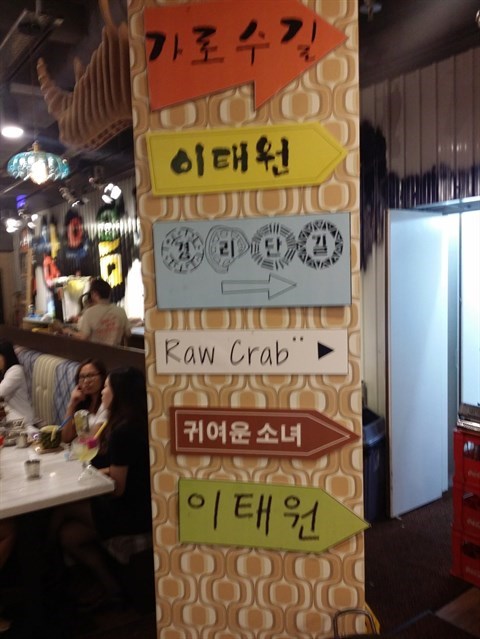 가로수길
이태원
경리단길
Raw Crab¨
귀여운 소녀
이태원